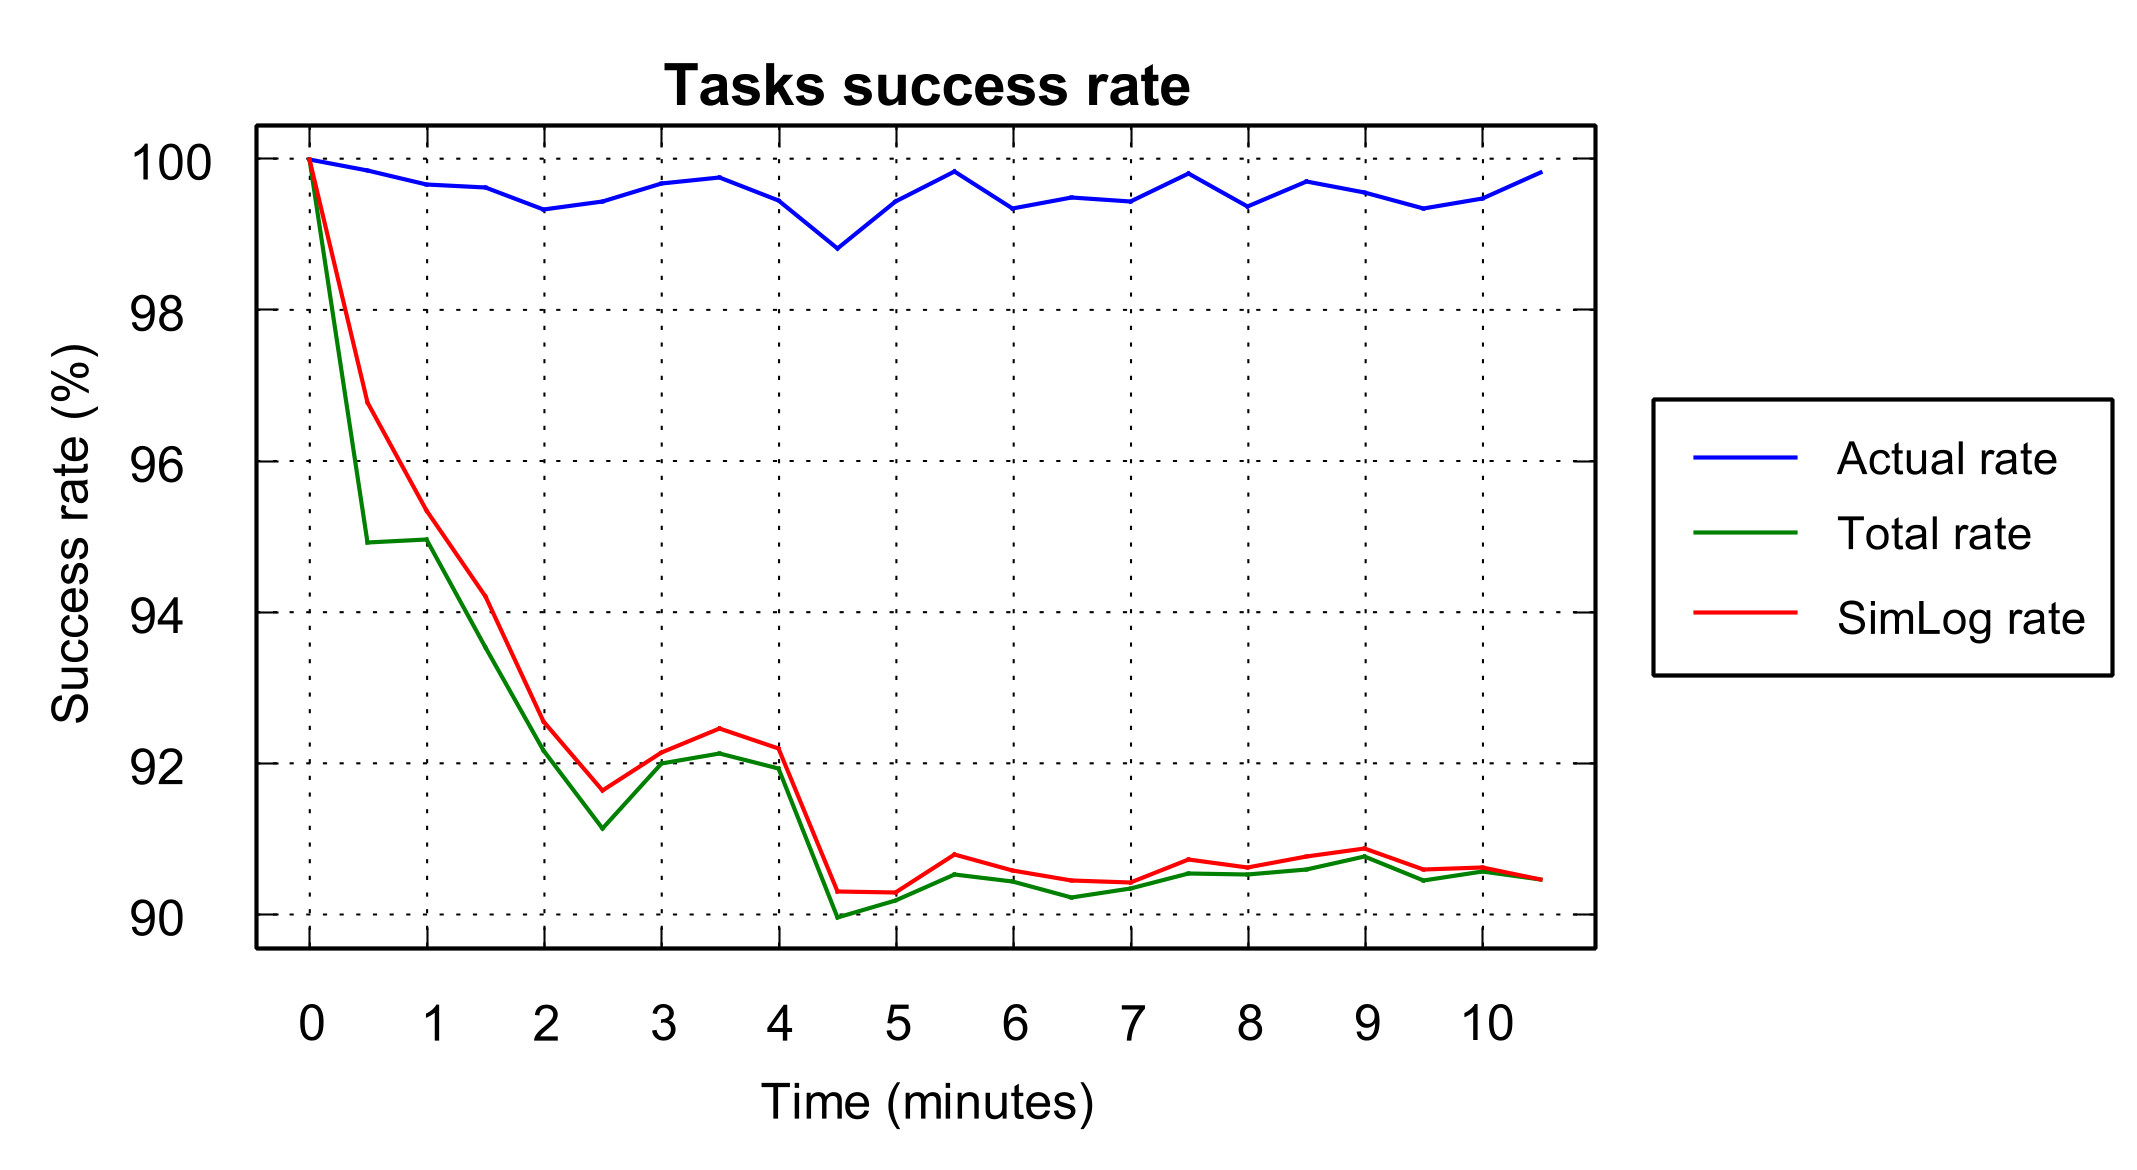 Tasks success rate
100
98
96
94
92
90
Success rate (%)
0 1 2 3 4 5 6 7 8 9 10
Time (minutes)
Actual rate
Total rate
SimLog rate